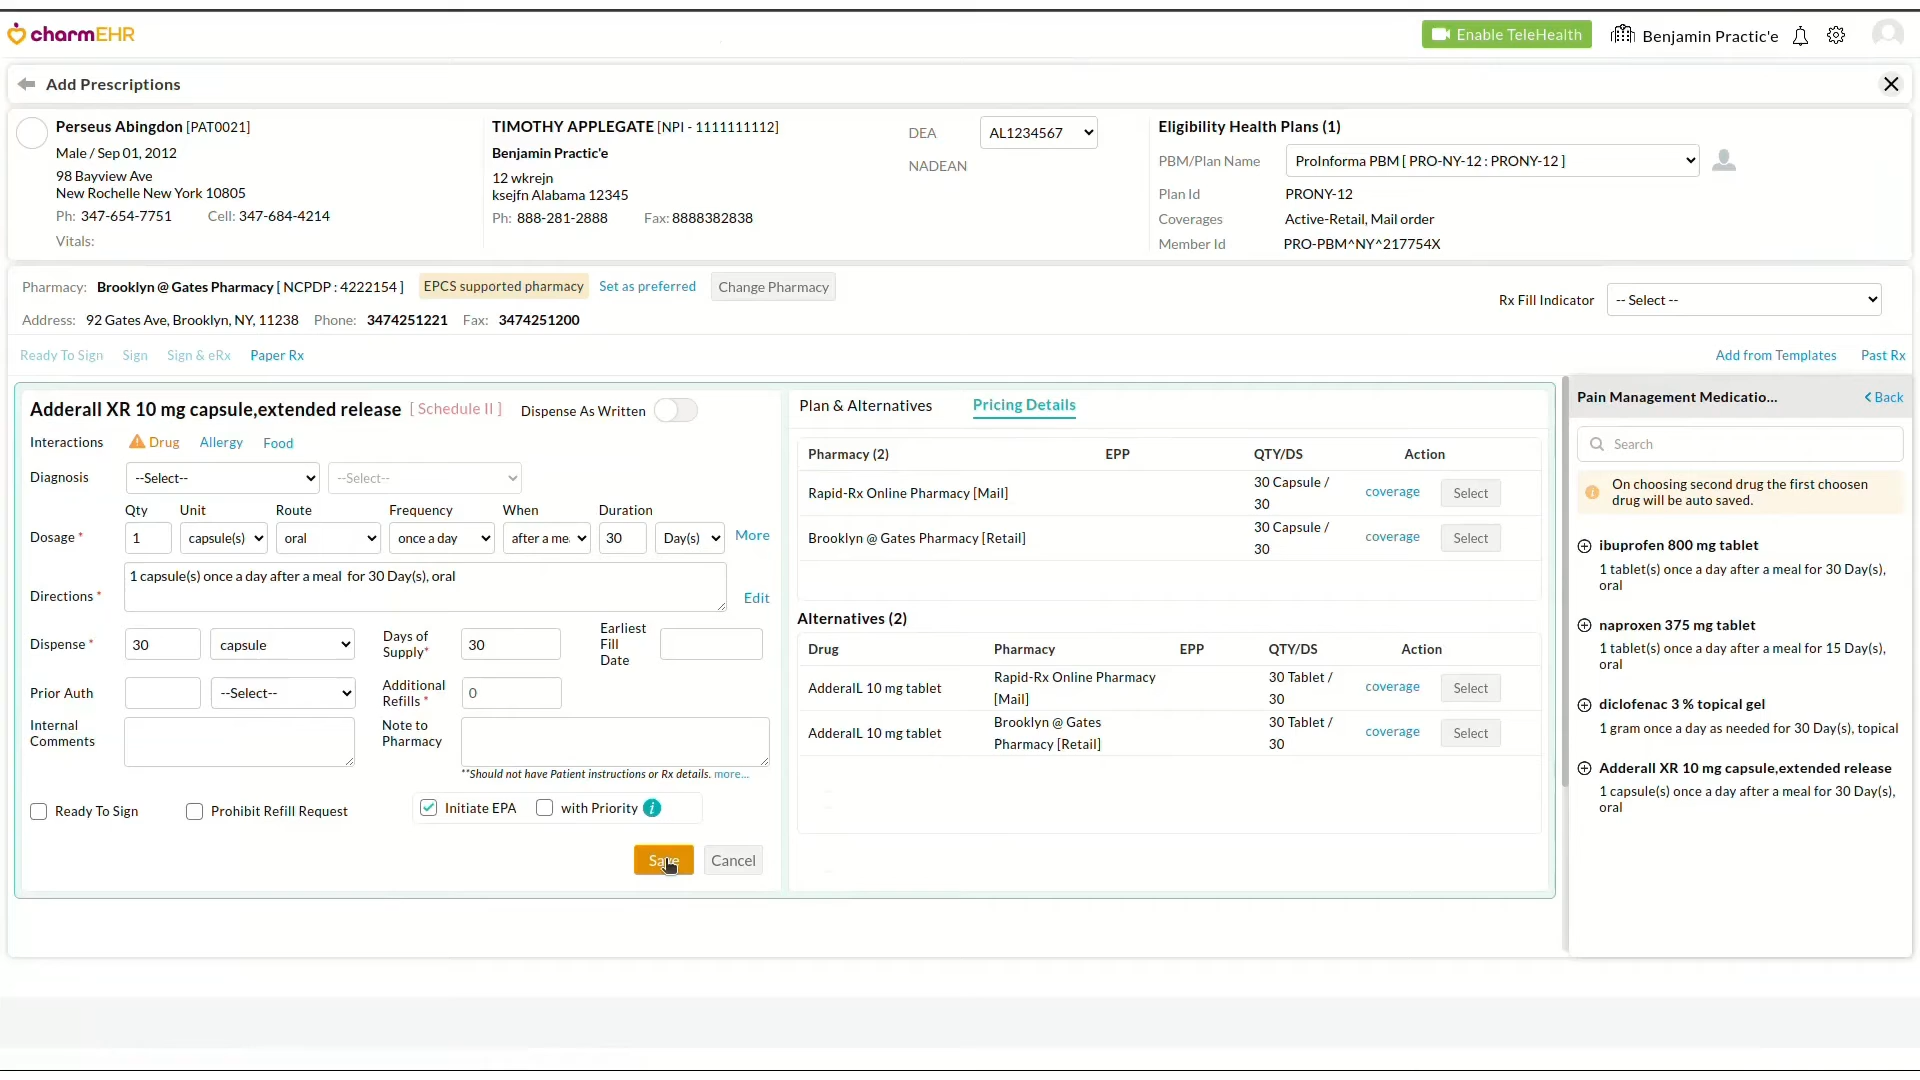 charmEHR
Enable TeleHealth
Benjamin Practic'e
Add Prescriptions
Perseus Abingdon [PAT0021]
Male / Sep 01, 2012
98 Bayview Ave
New Rochelle New York 10805
Ph: 347-654-7751 Cell: 347-684-4214
Vitals:
TIMOTHY APPLEGATE [NPI - 1111111112]
Benjamin Practic'e
12 wkrejn
ksejfn Alabama 12345
Ph: 888-281-2888 Fax: 8888382838
DEA AL1234567
NADEAN
Eligibility Health Plans (1)
PBM/Plan Name ProInforma PBM [ PRO-NY-12 : PRONY-12 ]
Plan Id PRONY-12
Coverages Active-Retail, Mail order
Member Id PRO-PBM^NY^217754X
Pharmacy: Brooklyn @ Gates Pharmacy [ NCPDP : 4222154 ] EPCS supported pharmacy Set as preferred Change Pharmacy
Address: 92 Gates Ave, Brooklyn, NY, 11238 Phone: 3474251221 Fax: 3474251200
Rx Fill Indicator -- Select --
Ready To Sign Sign Sign & eRx Paper Rx
Add from Templates Past Rx
Adderall XR 10 mg capsule,extended release [ Schedule II ] Dispense As Written
Interactions Drug Allergy Food
Diagnosis --Select-- --Select--
Qty Unit Route Frequency When Duration
Dosage * 1 capsule(s) oral once a day after a me 30 Day(s) More
Directions * 1 capsule(s) once a day after a meal for 30 Day(s), oral
Edit
Dispense * 30 capsule Days of Supply* 30 Earliest Fill Date
Prior Auth --Select-- Additional Refills * 0
Internal Comments
Note to Pharmacy
**Should not have Patient instructions or Rx details. more...
Ready To Sign Prohibit Refill Request Initiate EPA with Priority i
Save Cancel
Plan & Alternatives Pricing Details
Pharmacy (2) EPP QTY/DS Action
Rapid-Rx Online Pharmacy [Mail] 30 Capsule / 30 coverage Select
Brooklyn @ Gates Pharmacy [Retail] 30 Capsule / 30 coverage Select
Alternatives (2)
Drug Pharmacy EPP QTY/DS Action
AdderalL 10 mg tablet Rapid-Rx Online Pharmacy [Mail] 30 Tablet / 30 coverage Select
AdderalL 10 mg tablet Brooklyn @ Gates Pharmacy [Retail] 30 Tablet / 30 coverage Select
Pain Management Medicatio... Back
Search
On choosing second drug the first choosen
drug will be auto saved.
ibuprofen 800 mg tablet
1 tablet(s) once a day after a meal for 30 Day(s),
oral
naproxen 375 mg tablet
1 tablet(s) once a day after a meal for 15 Day(s),
oral
diclofenac 3 % topical gel
1 gram once a day as needed for 30 Day(s), topical
Adderall XR 10 mg capsule,extended release
1 capsule(s) once a day after a meal for 30 Day(s),
oral